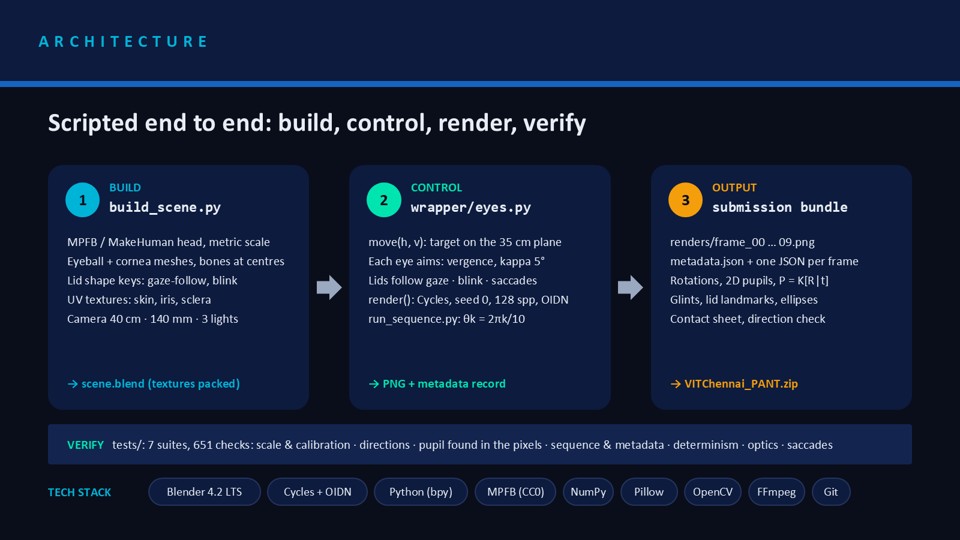 ARCHITECTURE
Scripted end to end: build, control, render, verify
1
BUILD
build_scene.py
MPFB / MakeHuman head, metric scale
Eyeball + cornea meshes, bones at centres
Lid shape keys: gaze-follow, blink
UV textures: skin, iris, sclera
Camera 40 cm · 140 mm · 3 lights
→ scene.blend (textures packed)
2
CONTROL
wrapper/eyes.py
move(h, v): target on the 35 cm plane
Each eye aims: vergence, kappa 5°
Lids follow gaze · blink · saccades
render(): Cycles, seed 0, 128 spp, OIDN
run_sequence.py: θk = 2πk/10
→ PNG + metadata record
3
OUTPUT
submission bundle
renders/frame_00 ... 09.png
metadata.json + one JSON per frame
Rotations, 2D pupils, P = K[R|t]
Glints, lid landmarks, ellipses
Contact sheet, direction check
→ VITChennai_PANT.zip
VERIFY tests/: 7 suites, 651 checks: scale & calibration · directions · pupil found in the pixels · sequence & metadata · determinism · optics · saccades
TECH STACK Blender 4.2 LTS Cycles + OIDN Python (bpy) MPFB (CC0) NumPy Pillow OpenCV FFmpeg Git